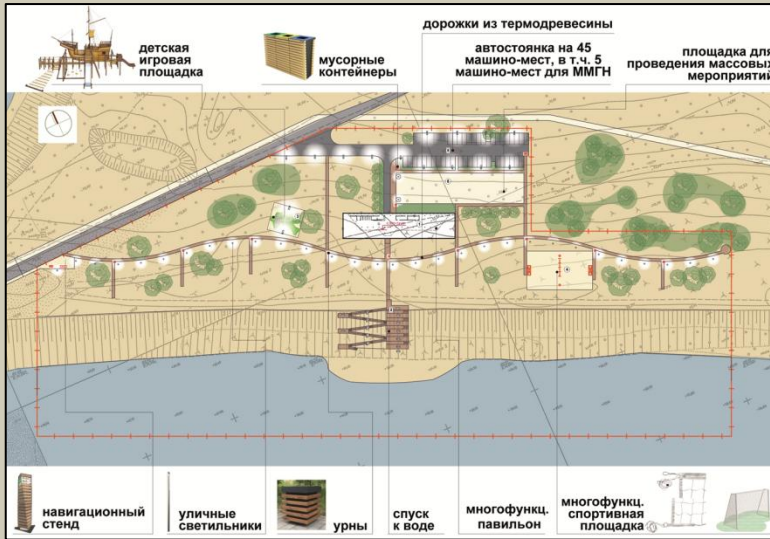 дорожки из термодревесины
детская
игровая
площадка
мусорные
контейнеры
автостоянка на 45
машино-мест, в т.ч. 5
машино-мест для ММГН
площадка для
проведения массовых
мероприятий
навигационный
стенд
уличные
светильники
урны
спуск
к воде
многофункц.
павильон
многофункц.
спортивная
площадка